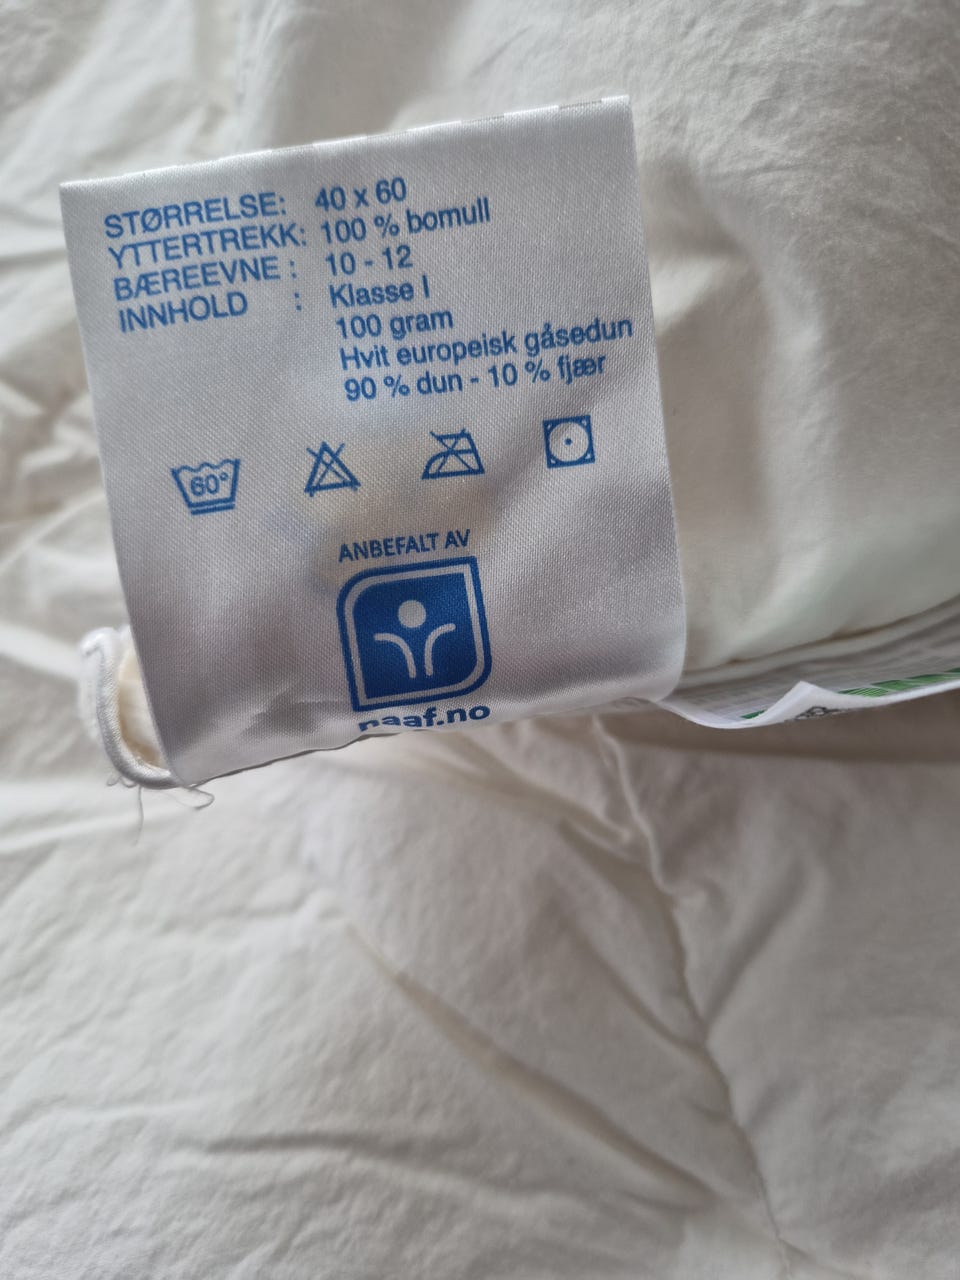 STØRRELSE: 40 x 60
YTTERTREKK: 100 % bomull
BÆREEVNE : 10 - 12
INNHOLD : Klasse I
100 gram
Hvit europeisk gåsedun
90 % dun - 10 % fjær
60°
ANBEFALT AV
naaf.no